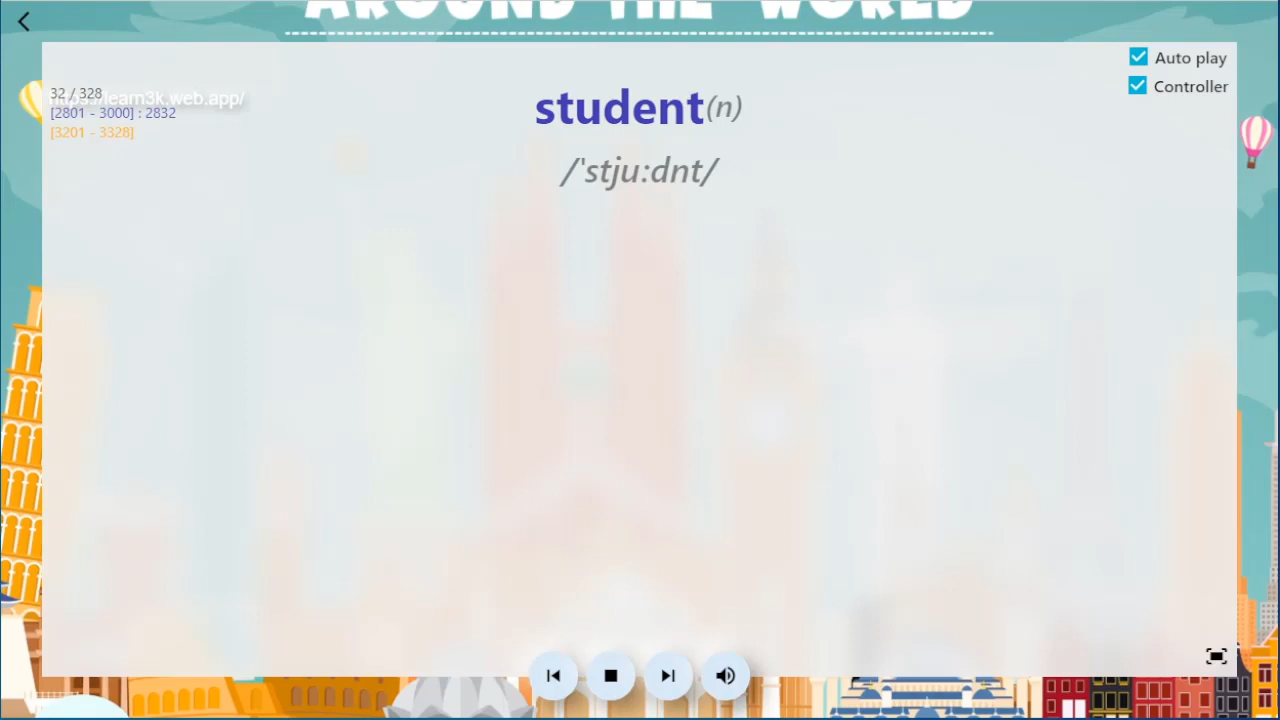 AROUND THE WORLD
Auto play
Controller
32 / 328
https://learn3k.web.app/
[2801 - 3000] : 2832
[3201 - 3328]
student(n)
/'stju:dnt/